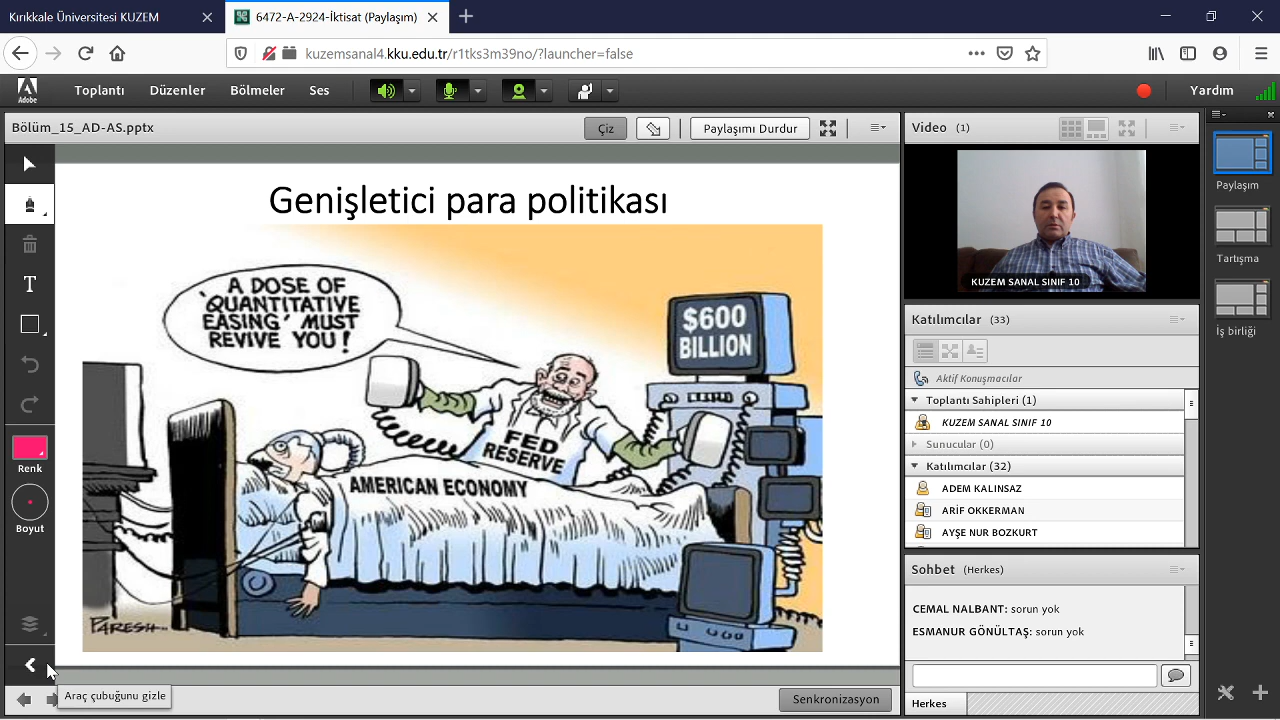 Kırıkkale Üniversitesi KUZEM
6472-A-2924-İktisat (Paylaşım)
kuzemsanal4.kku.edu.tr/r1tks3m39no/?launcher=false
Adobe
Toplantı
Düzenler
Bölmeler
Ses
Yardım
Bölüm_15_AD-AS.pptx
Çiz
Paylaşımı Durdur
Genişletici para politikası
A DOSE OF
'QUANTITATIVE
EASING' MUST
REVIVE YOU!
$600
BILLION
FED
RESERVE
AMERICAN ECONOMY
PARESH
T
Renk
Boyut
Araç çubuğunu gizle
Senkronizasyon
Video (1)
KUZEM SANAL SINIF 10
Katılımcılar (33)
Aktif Konuşmacılar
Toplantı Sahipleri (1)
KUZEM SANAL SINIF 10
Sunucular (0)
Katılımcılar (32)
ADEM KALINSAZ
ARİF OKKERMAN
AYŞE NUR BOZKURT
Sohbet (Herkes)
CEMAL NALBANT: sorun yok
ESMANUR GÖNÜLTAŞ: sorun yok
Herkes
Paylaşım
Tartışma
İş birliği